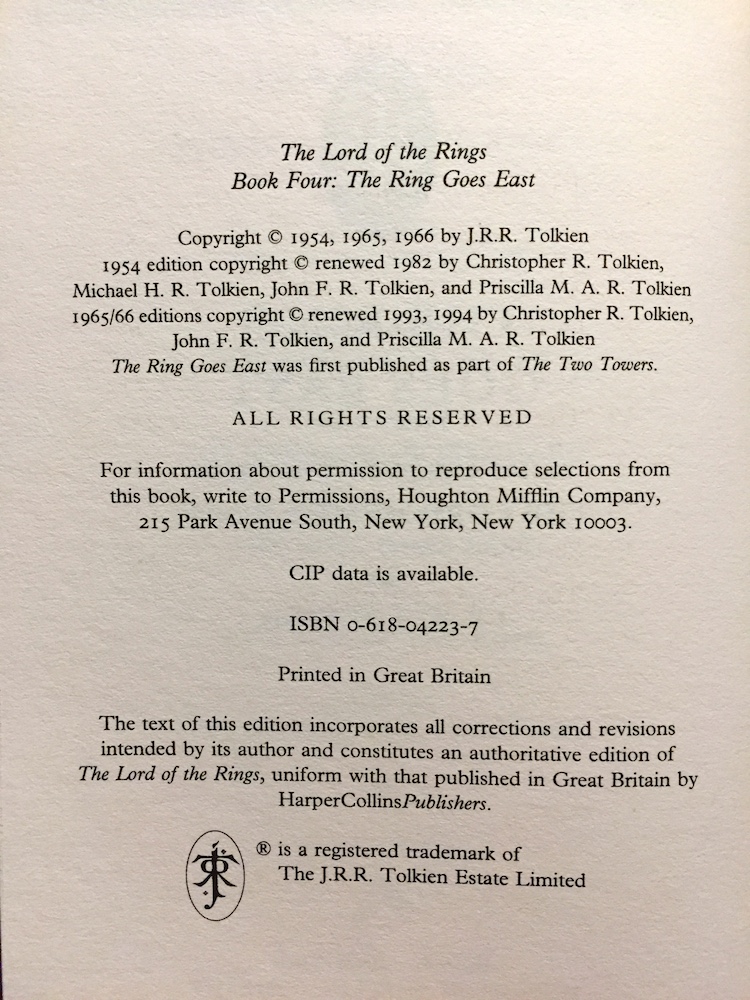 The Lord of the Rings
Book Four: The Ring Goes East
Copyright © 1954, 1965, 1966 by J.R.R. Tolkien
1954 edition copyright © renewed 1982 by Christopher R. Tolkien,
Michael H. R. Tolkien, John F. R. Tolkien, and Priscilla M. A. R. Tolkien
1965/66 editions copyright © renewed 1993, 1994 by Christopher R. Tolkien,
John F. R. Tolkien, and Priscilla M. A. R. Tolkien
The Ring Goes East was first published as part of The Two Towers.
ALL RIGHTS RESERVED
For information about permission to reproduce selections from
this book, write to Permissions, Houghton Mifflin Company,
215 Park Avenue South, New York, New York 10003.
CIP data is available.
ISBN 0-618-04223-7
Printed in Great Britain
The text of this edition incorporates all corrections and revisions
intended by its author and constitutes an authoritative edition of
The Lord of the Rings, uniform with that published in Great Britain by
HarperCollinsPublishers.
® is a registered trademark of
The J.R.R. Tolkien Estate Limited